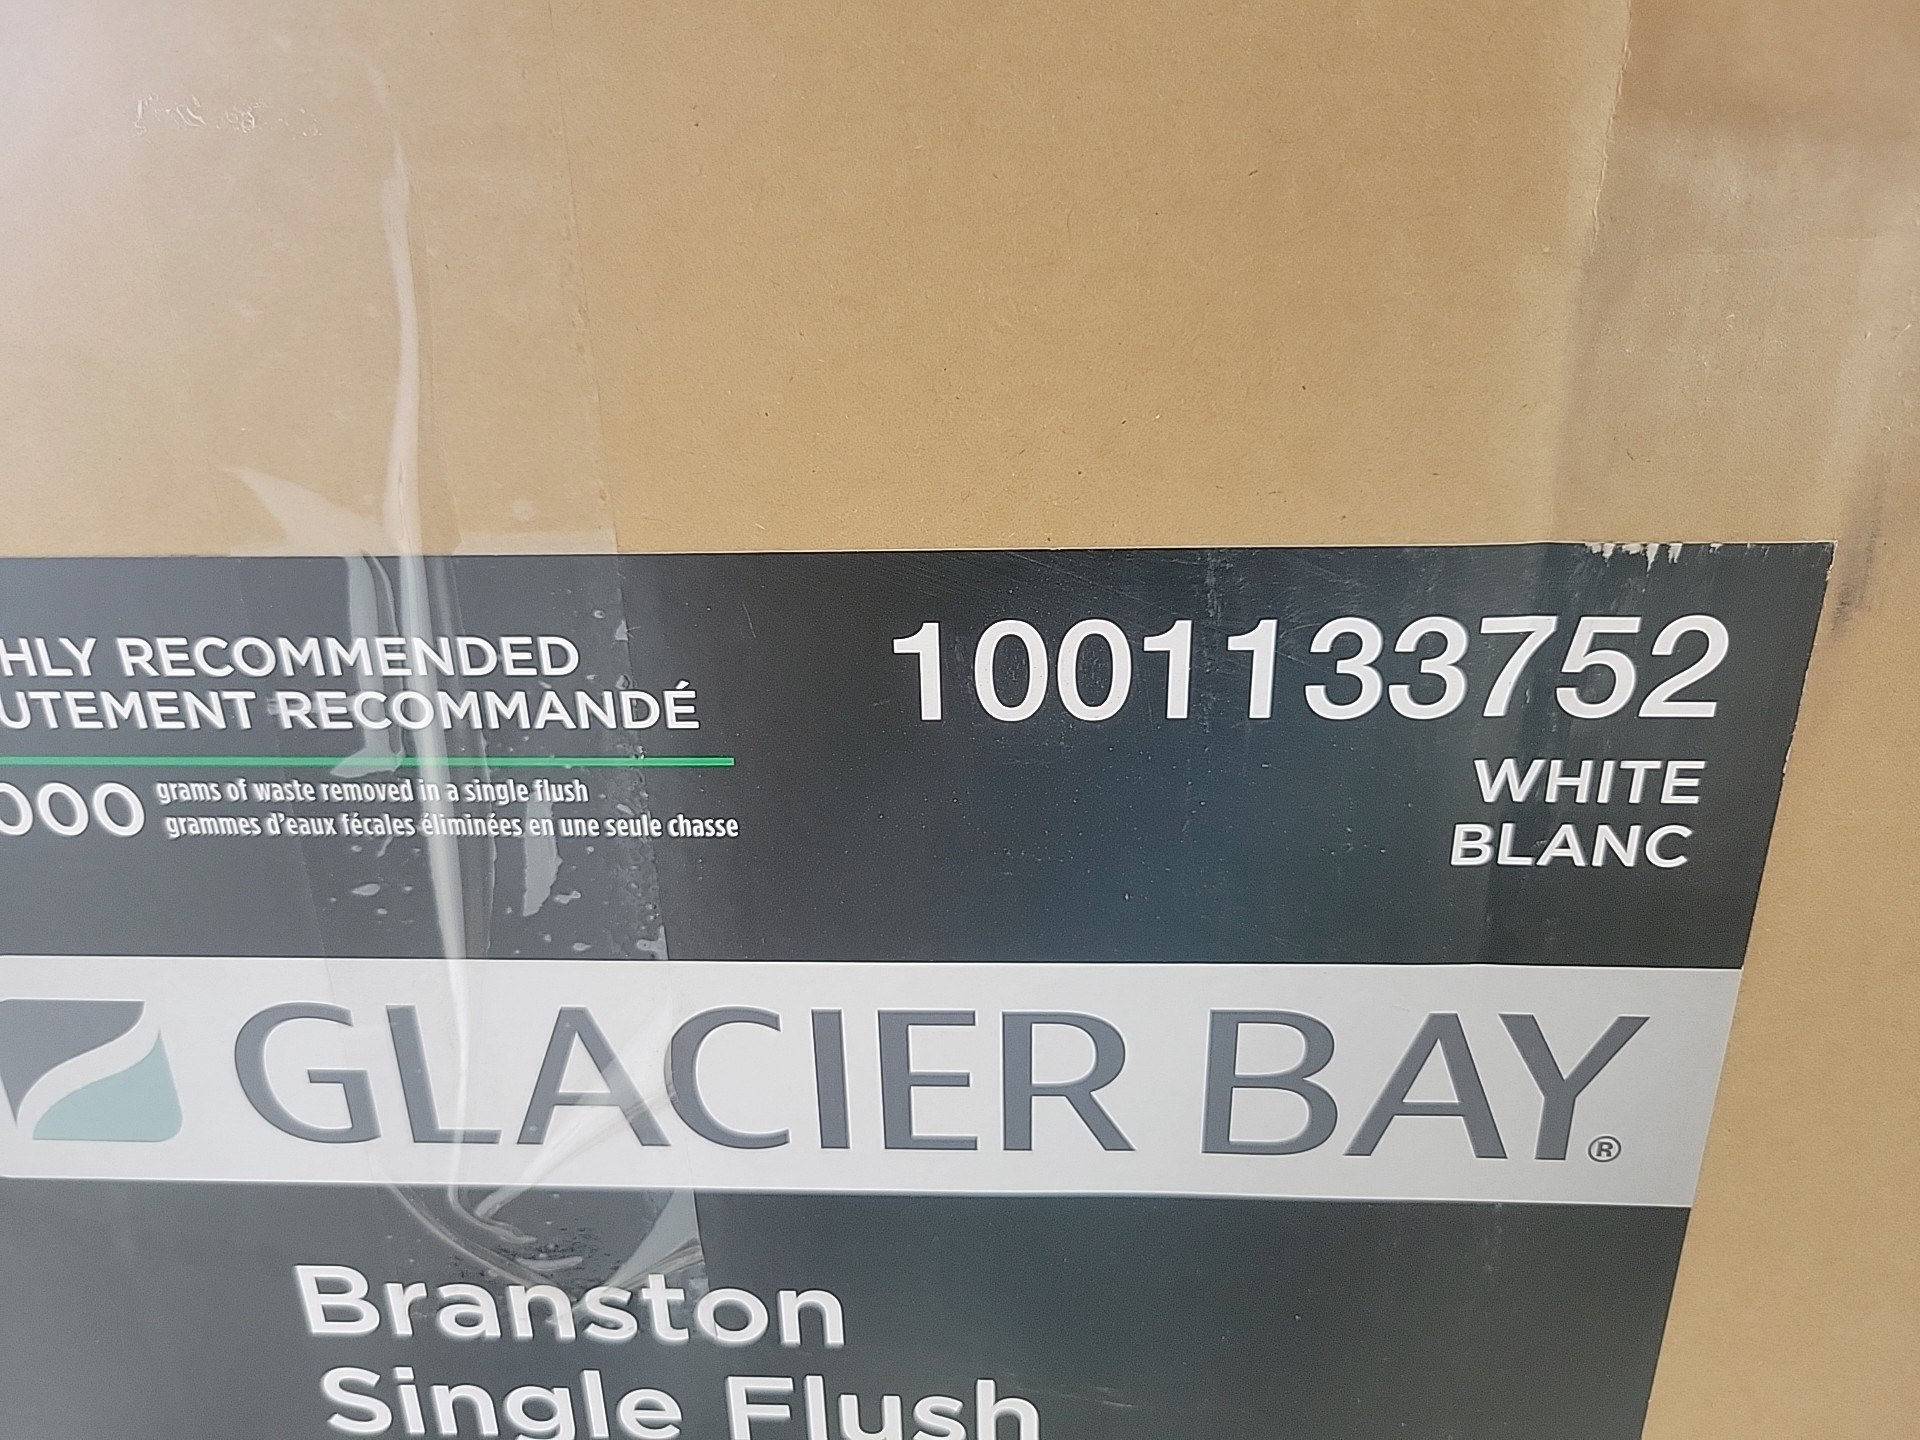 HLY RECOMMENDED
UTEMENT RECOMMANDÉ
000 grams of waste removed in a single flush
grammes d'eaux fécales éliminées en une seule chasse
1001133752
WHITE
BLANC
GLACIER BAY®
Branston
Single Flush